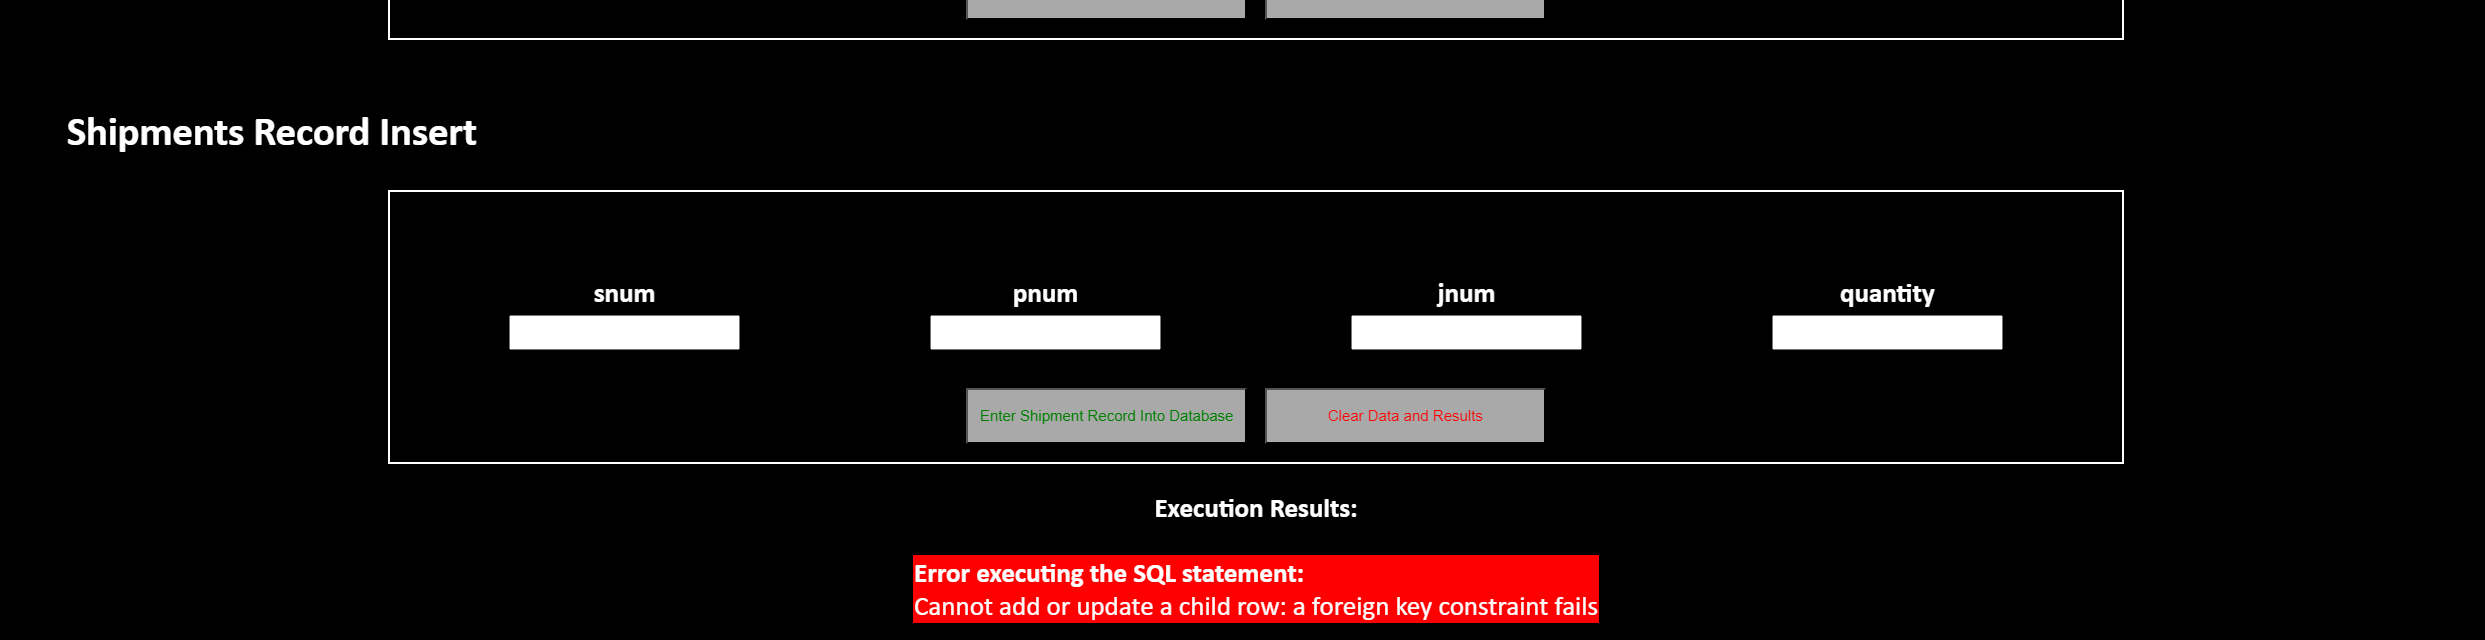 Shipments Record Insert
snum pnum jnum quantity
Enter Shipment Record Into Database Clear Data and Results
Execution Results:
Error executing the SQL statement:
Cannot add or update a child row: a foreign key constraint fails